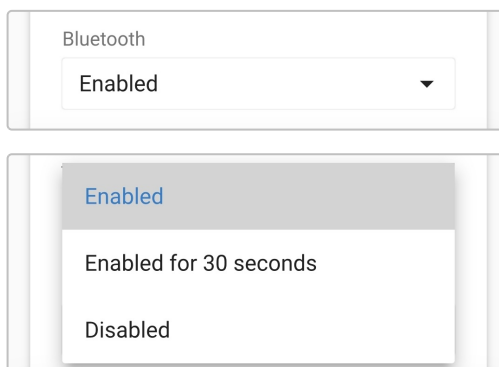 Bluetooth
Enabled
Enabled
Enabled for 30 seconds
Disabled